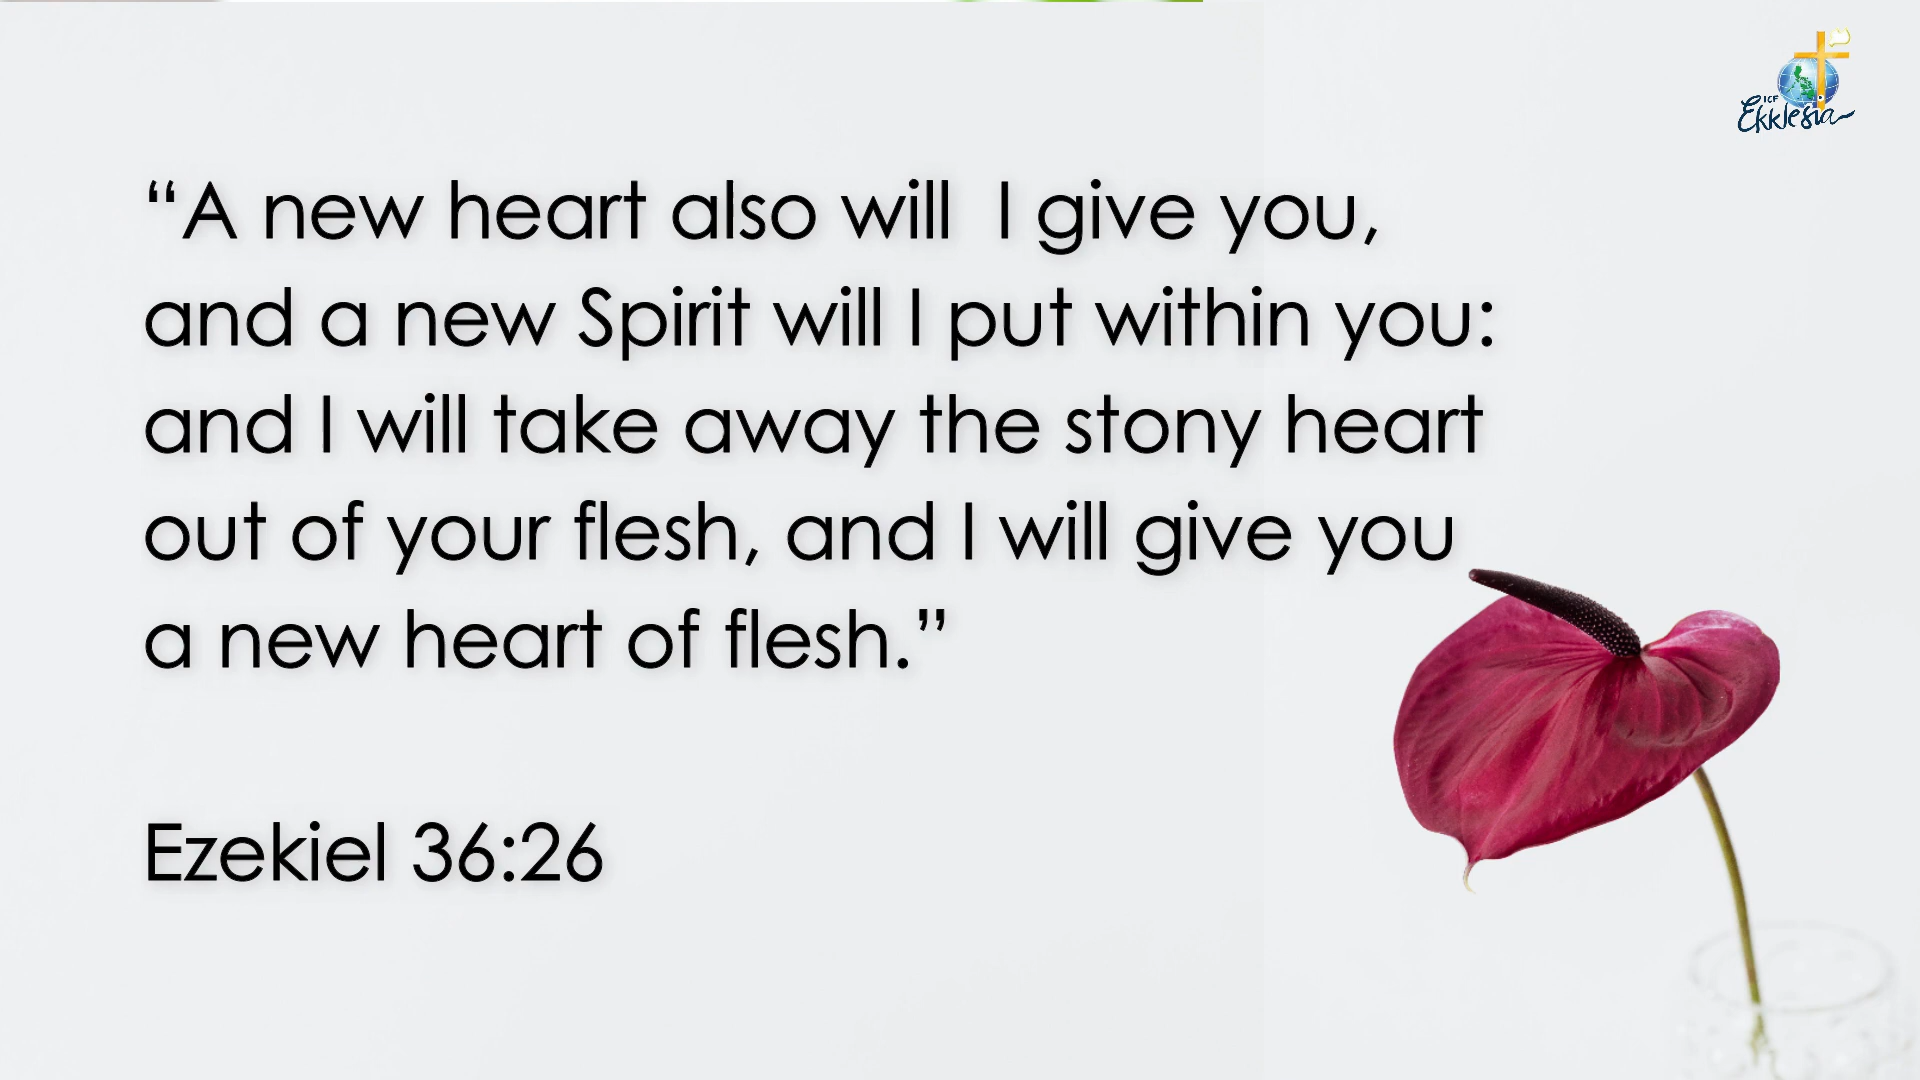 ICF
Ekklesia
“A new heart also will  I give you,
and a new Spirit will I put within you:
and I will take away the stony heart
out of your flesh, and I will give you
a new heart of flesh.”
Ezekiel 36:26